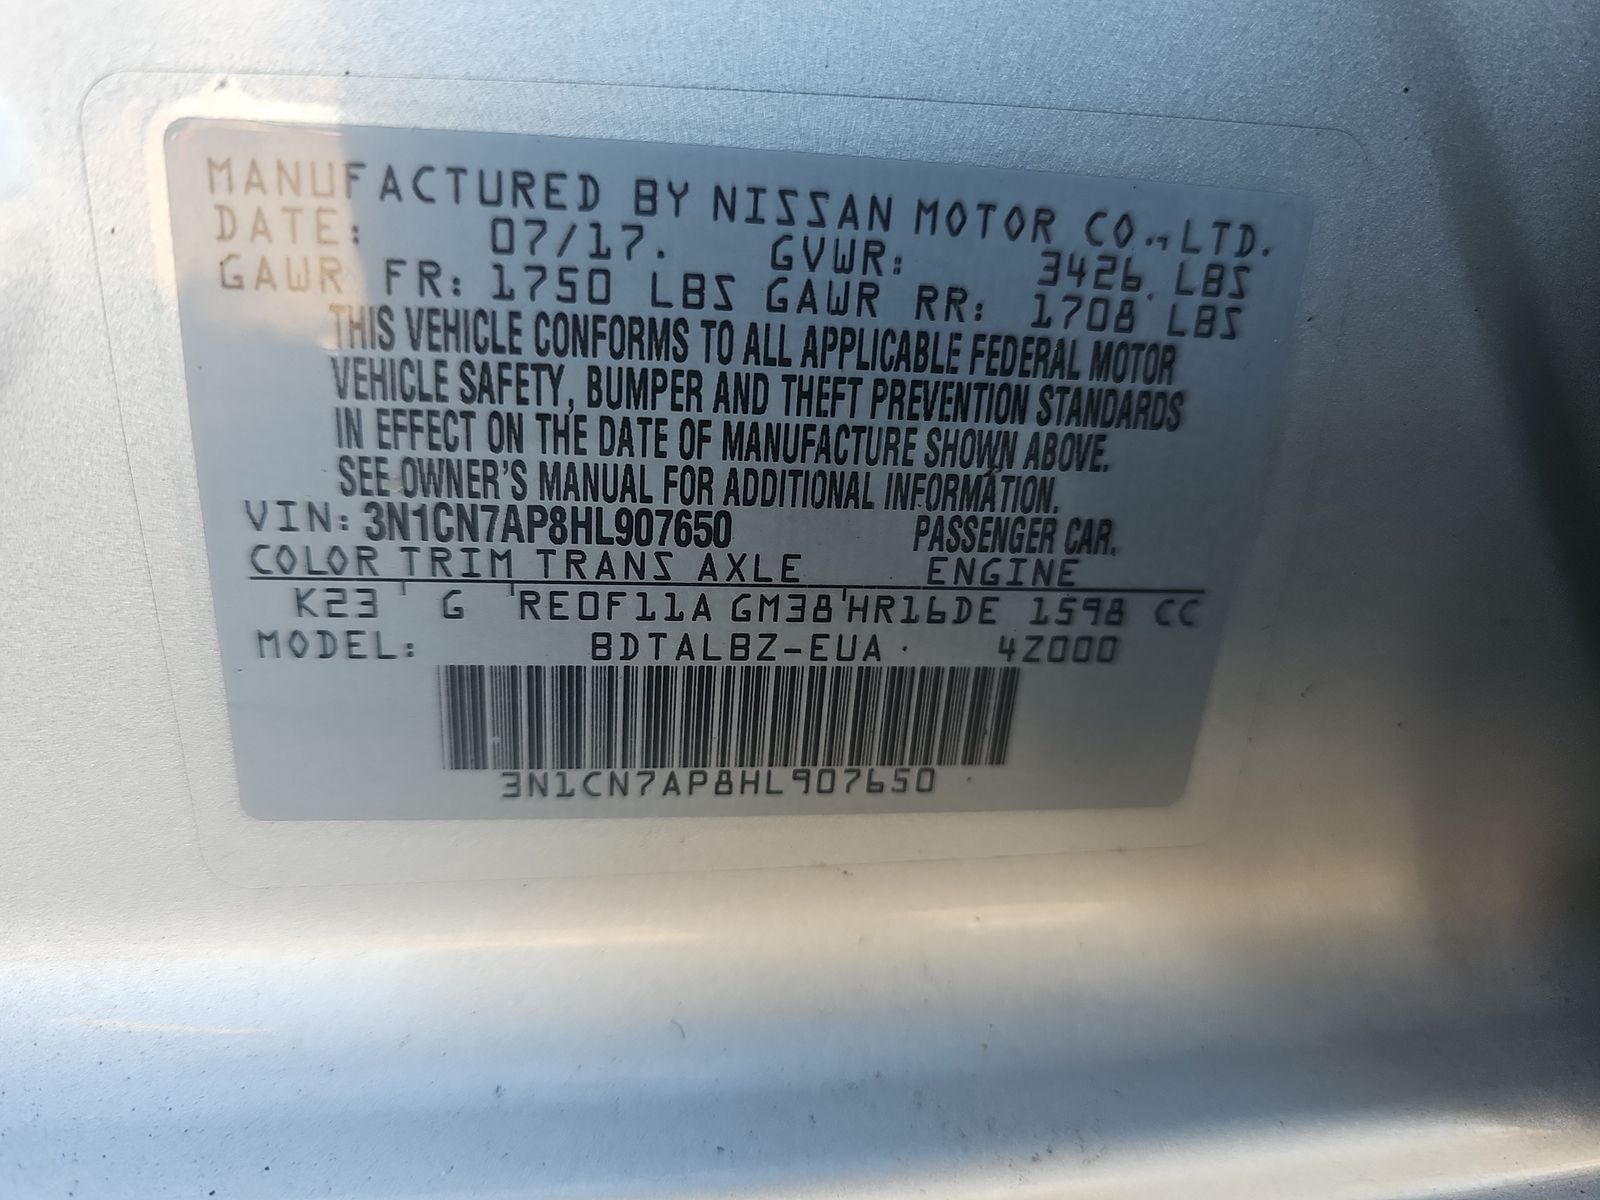 MANUFACTURED BY NISSAN MOTOR CO., LTD.
DATE: 07/17. GVWR: 3426 LBS
GAWR FR: 1750 LBS GAWR RR: 1708 LBS
THIS VEHICLE CONFORMS TO ALL APPLICABLE FEDERAL MOTOR
VEHICLE SAFETY, BUMPER AND THEFT PREVENTION STANDARDS
IN EFFECT ON THE DATE OF MANUFACTURE SHOWN ABOVE.
SEE OWNER'S MANUAL FOR ADDITIONAL INFORMATION.
VIN: 3N1CN7AP8HL907650 PASSENGER CAR.
COLOR TRIM TRANS AXLE ENGINE
K23 G RE0F11A GM38 HR16DE 1598 CC
MODEL: BDTALBZ-EUA 4Z000
3N1CN7AP8HL907650